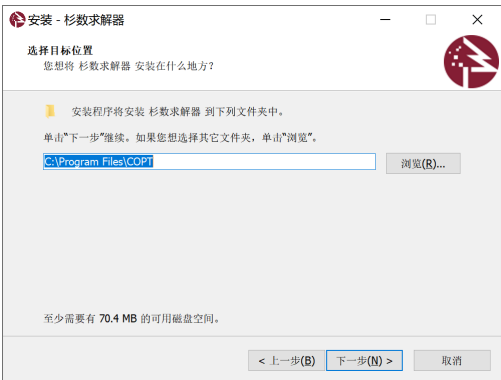 安装 - 杉数求解器
选择目标位置
您想将 杉数求解器 安装在什么地方?
安装程序将安装 杉数求解器 到下列文件夹中。
单击“下一步”继续。如果您想选择其它文件夹，单击“浏览”。
C:\Program Files\COPT
浏览(R)...
至少需要有 70.4 MB 的可用磁盘空间。
< 上一步(B)
下一步(N) >
取消